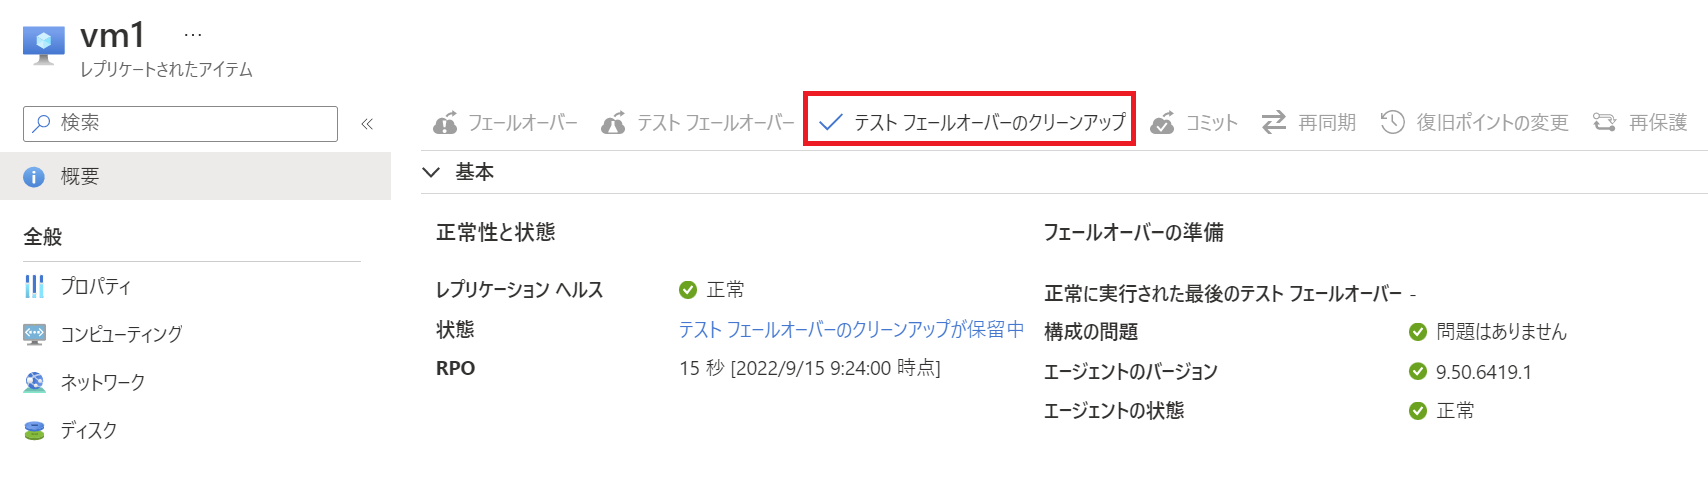 vm1 …
レプリケートされたアイテム
検索 «
フェールオーバー テスト フェールオーバー テスト フェールオーバーのクリーンアップ コミット 再同期 復旧ポイントの変更 再保護
概要
基本
全般
正常性と状態 フェールオーバーの準備
プロパティ
レプリケーション ヘルス 正常 正常に実行された最後のテスト フェールオーバー -
状態 テスト フェールオーバーのクリーンアップが保留中 構成の問題 問題はありません
コンピューティング
RPO 15 秒 [2022/9/15 9:24:00 時点] エージェントのバージョン 9.50.6419.1
ネットワーク
エージェントの状態 正常
ディスク